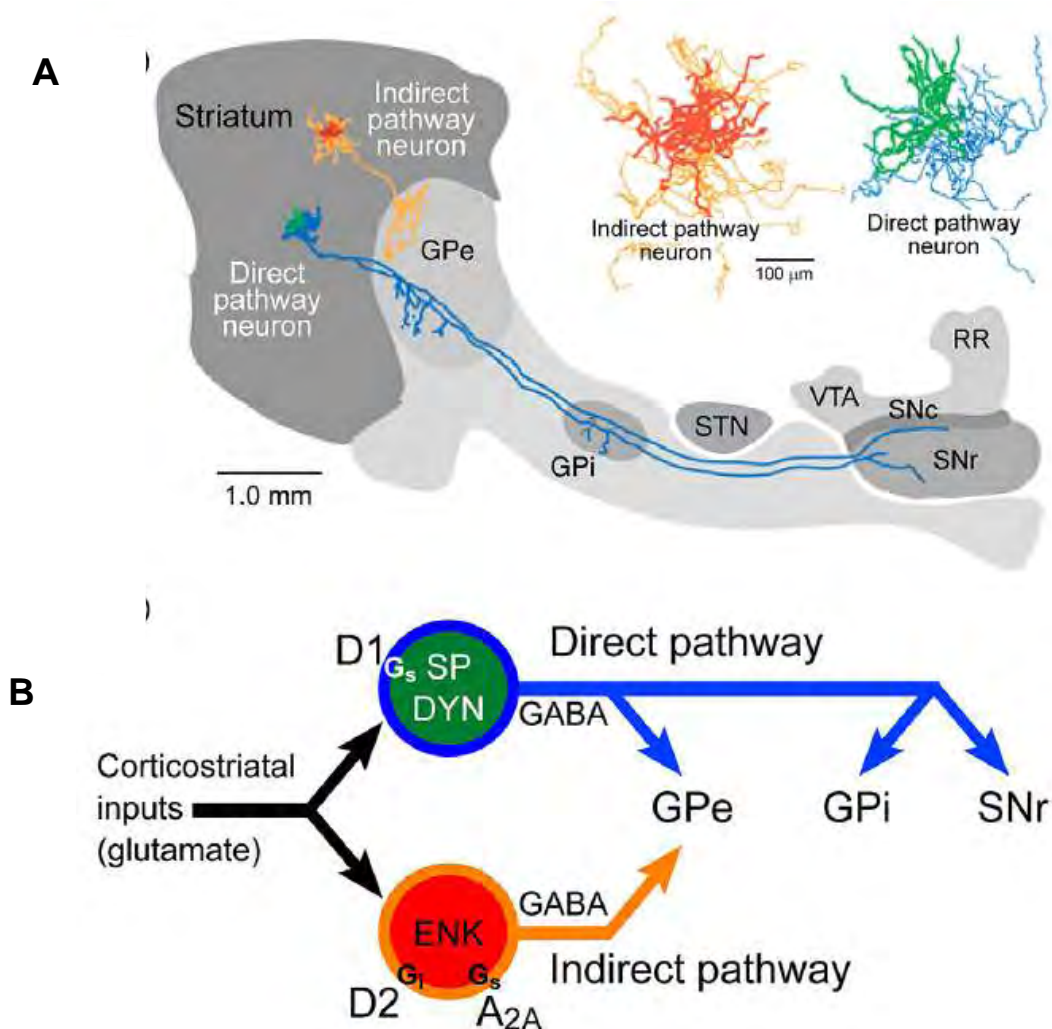 A
)
Striatum
Indirect
pathway
neuron
Direct
pathway
neuron
GPe
GPi
STN
VTA
RR
SNc
SNr
1.0 mm
Indirect pathway
neuron
100 μm
Direct pathway
neuron
)
B
D1
Gs
SP
DYN
GABA
Direct pathway
Corticostriatal
inputs
(glutamate)
GPe
GPi
SNr
ENK
Gi
Gs
D2
A2A
GABA
Indirect pathway